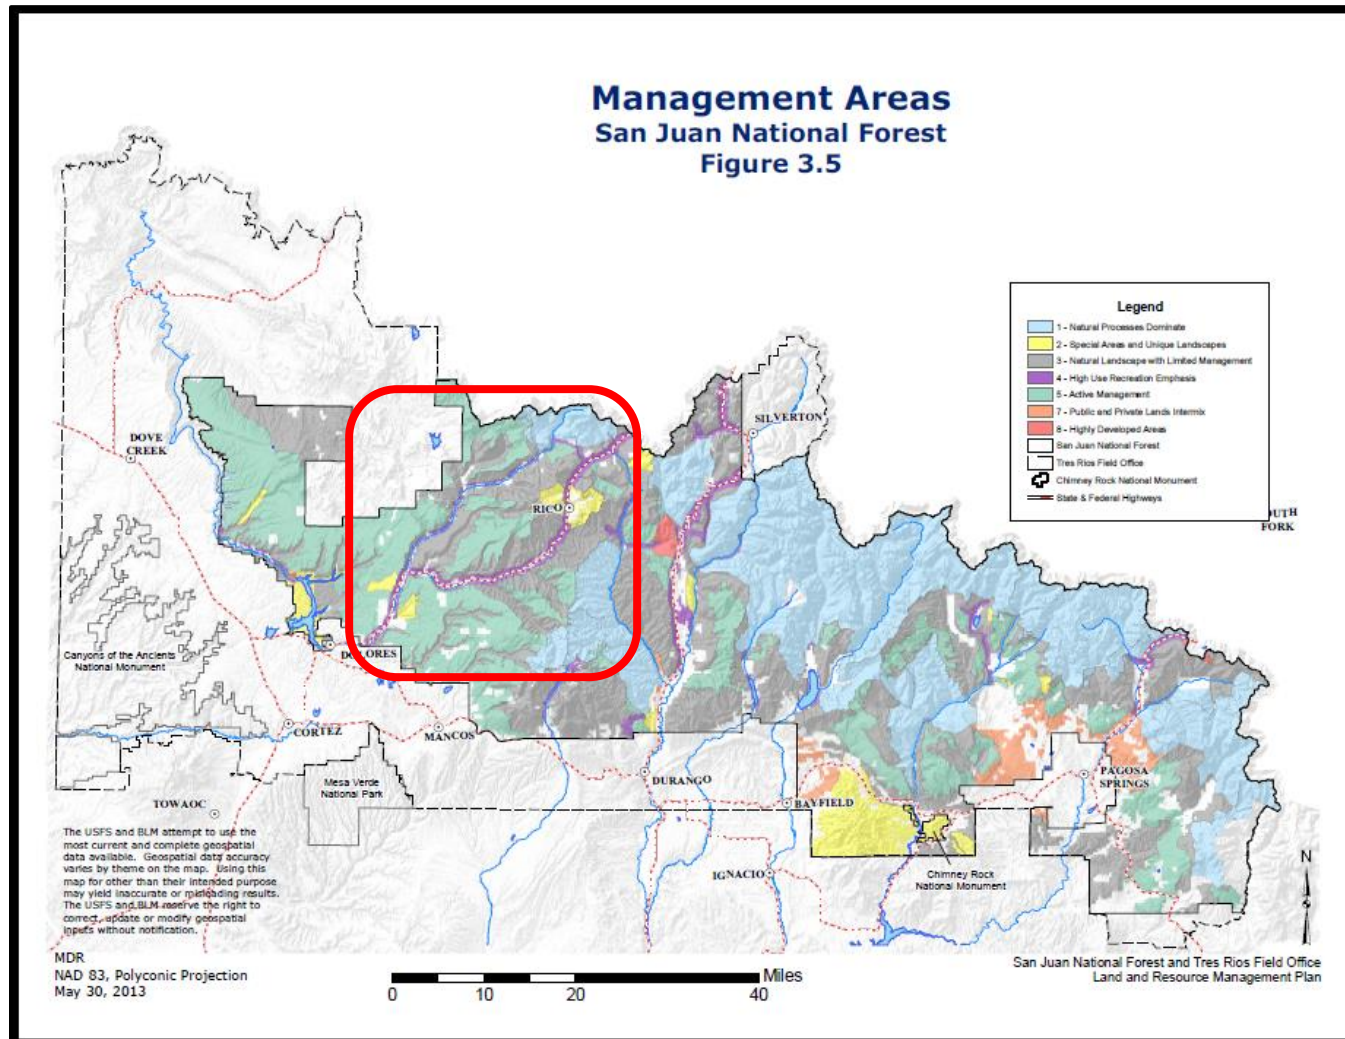 Management Areas
San Juan National Forest
Figure 3.5
Legend
1 - Natural Processes Dominate
2 - Special Areas and Unique Landscapes
3 - Natural Landscape with Limited Management
4 - High Use Recreation Emphasis
5 - Active Management
7 - Public and Private Lands Intermix
8 - Highly Developed Areas
San Juan National Forest
Tres Rios Field Office
Chimney Rock National Monument
State & Federal Highways
SILVERTON
DOVE
CREEK
RICO
OUTH
FORK
DOLORES
Canyons of the Ancients
National Monument
CORTEZ
MANCOS
Mesa Verde
National Park
TOWAOC
DURANGO
BAYFIELD
PAGOSA
SPRINGS
IGNACIO
Chimney Rock
National Monument
N
The USFS and BLM attempt to use the
most current and complete geospatial
data available. Geospatial data accuracy
varies by theme on the map. Using this
map for other than their intended purpose
may yield inaccurate or misleading results.
The USFS and BLM reserve the right to
correct, update or modify geospatial
inputs without notification.
MDR
NAD 83, Polyconic Projection
May 30, 2013
Miles
0 10 20 40
San Juan National Forest and Tres Rios Field Office
Land and Resource Management Plan